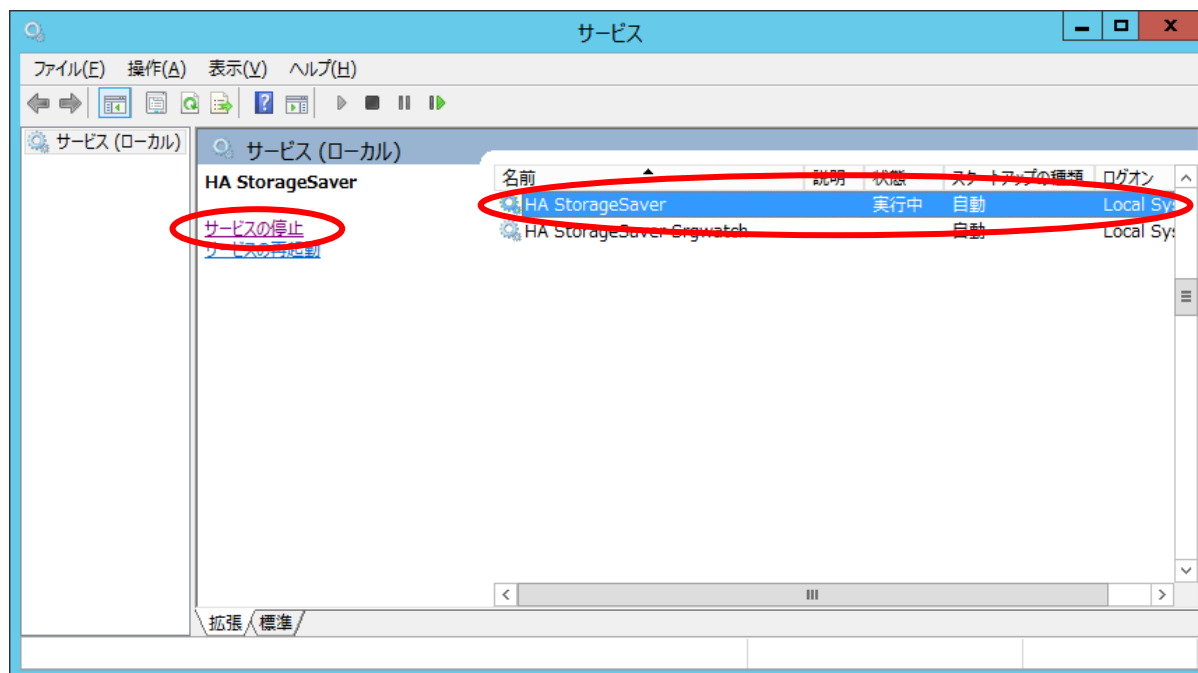 サービス
ファイル(F) 操作(A) 表示(V) ヘルプ(H)
サービス (ローカル)
サービス (ローカル)
HA StorageSaver
サービスの停止
サービスの再起動
名前 説明 状態 スタートアップの種類 ログオン
HA StorageSaver 実行中 自動 Local Sys
HA StorageSaver Srgwatch 自動 Local Sys
拡張 標準